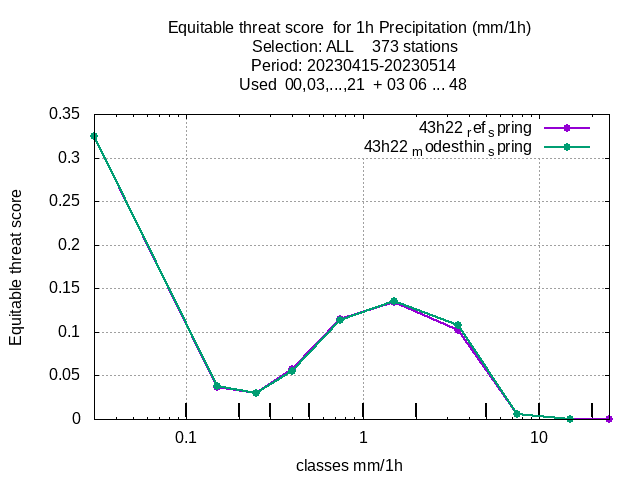 Equitable threat score  for 1h Precipitation (mm/1h)
Selection: ALL    373 stations
Period: 20230415-20230514
Used  00,03,...,21  + 03 06 ... 48
43h22 ref spring
43h22 modesthin spring
Equitable threat score
0.35
0.3
0.25
0.2
0.15
0.1
0.05
0
0.1
1
10
classes mm/1h